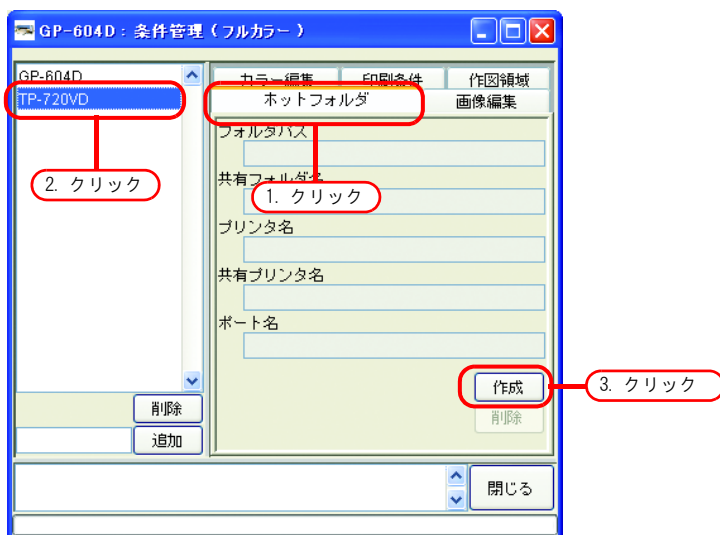 GP-604D：条件管理（フルカラー）
GP-604D
TP-720VD
カラー編集 印刷条件 作図領域
ホットフォルダ 画像編集
フォルダパス
2. クリック
共有フォルダ名
1. クリック
プリンタ名
共有プリンタ名
ポート名
作成
3. クリック
削除
削除
追加
閉じる